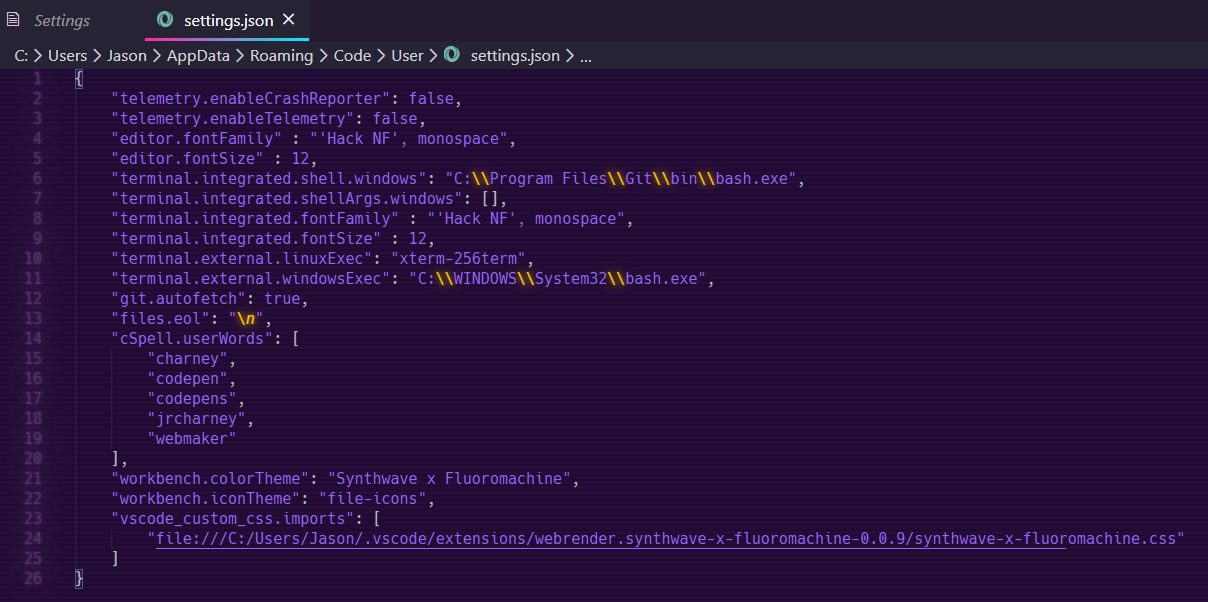 Settings settings.json ×
C: > Users > Jason > AppData > Roaming > Code > User > settings.json > ...
1 {
2 "telemetry.enableCrashReporter": false,
3 "telemetry.enableTelemetry": false,
4 "editor.fontFamily" : "'Hack NF', monospace",
5 "editor.fontSize" : 12,
6 "terminal.integrated.shell.windows": "C:\\Program Files\\Git\\bin\\bash.exe",
7 "terminal.integrated.shellArgs.windows": [],
8 "terminal.integrated.fontFamily" : "'Hack NF', monospace",
9 "terminal.integrated.fontSize" : 12,
10 "terminal.external.linuxExec": "xterm-256term",
11 "terminal.external.windowsExec": "C:\\WINDOWS\\System32\\bash.exe",
12 "git.autofetch": true,
13 "files.eol": "\n",
14 "cSpell.userWords": [
15 "charney",
16 "codepen",
17 "codepens",
18 "jrcharney",
19 "webmaker"
20 ],
21 "workbench.colorTheme": "Synthwave x Fluoromachine",
22 "workbench.iconTheme": "file-icons",
23 "vscode_custom_css.imports": [
24 "file:///C:/Users/Jason/.vscode/extensions/webrender.synthwave-x-fluoromachine-0.0.9/synthwave-x-fluoromachine.css"
25 ]
26 }